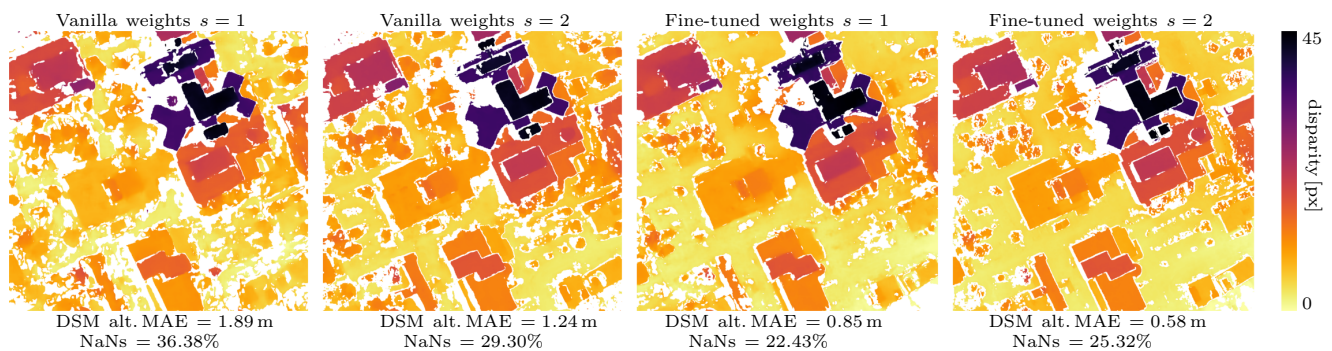 Vanilla weights s = 1
Vanilla weights s = 2
Fine-tuned weights s = 1
Fine-tuned weights s = 2
45
disparity [px]
0
DSM alt. MAE = 1.89 m
NaNs = 36.38%
DSM alt. MAE = 1.24 m
NaNs = 29.30%
DSM alt. MAE = 0.85 m
NaNs = 22.43%
DSM alt. MAE = 0.58 m
NaNs = 25.32%